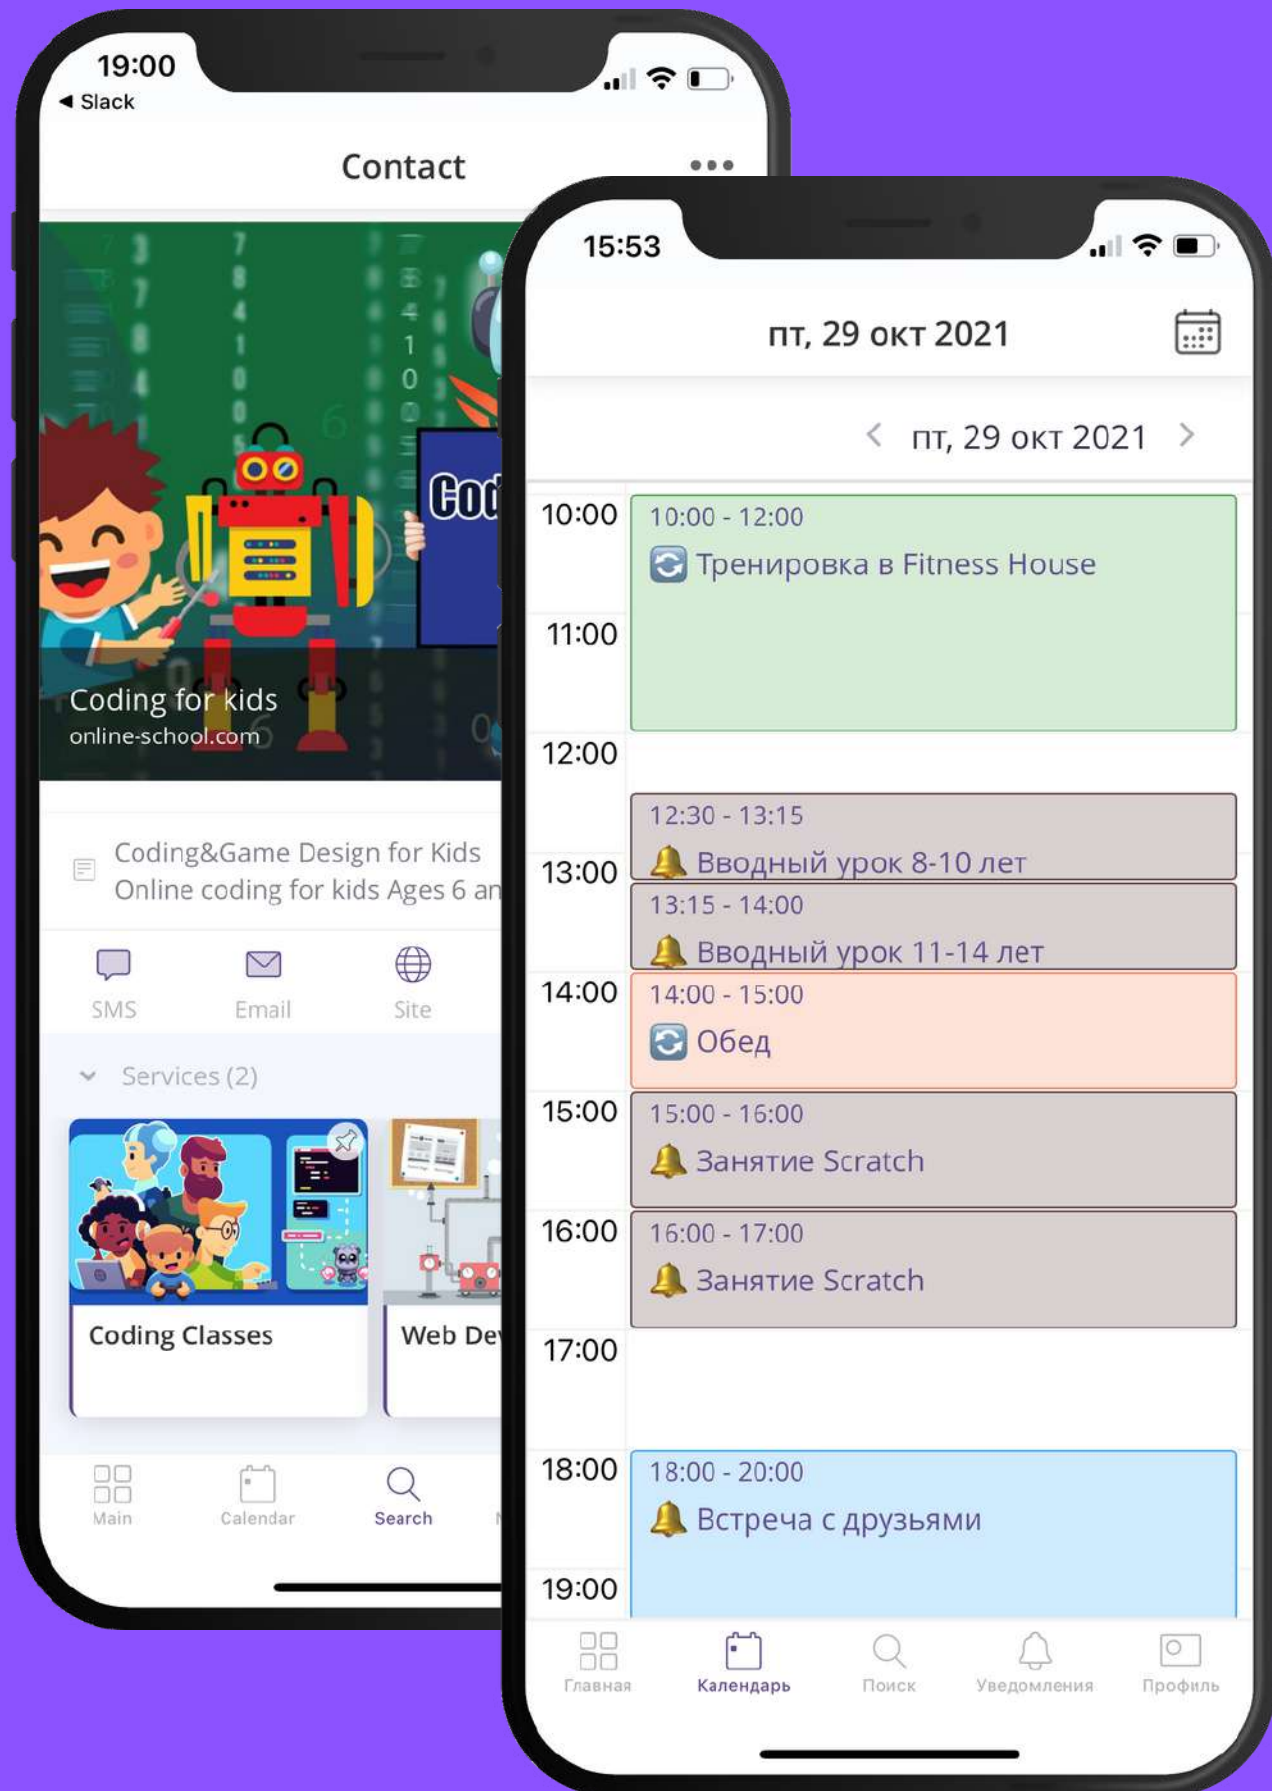 19:00
◀ Slack
Contact
Coding for kids
online-school.com
Coding&Game Design for Kids
Online coding for kids Ages 6
SMS
Email
Site
Services (2)
Coding Classes
Web
Main
Calendar
Search
15:53
пт, 29 окт 2021
< пт, 29 окт 2021 >
10:00
10:00 - 12:00
Тренировка в Fitness House
11:00
12:00
12:30 - 13:15
Вводный урок 8-10 лет
13:00
13:15 - 14:00
Вводный урок 11-14 лет
14:00
14:00 - 15:00
Обед
15:00
15:00 - 16:00
Занятие Scratch
16:00
16:00 - 17:00
Занятие Scratch
17:00
18:00
18:00 - 20:00
Встреча с друзьями
19:00
Главная
Календарь
Поиск
Уведомления
Профиль